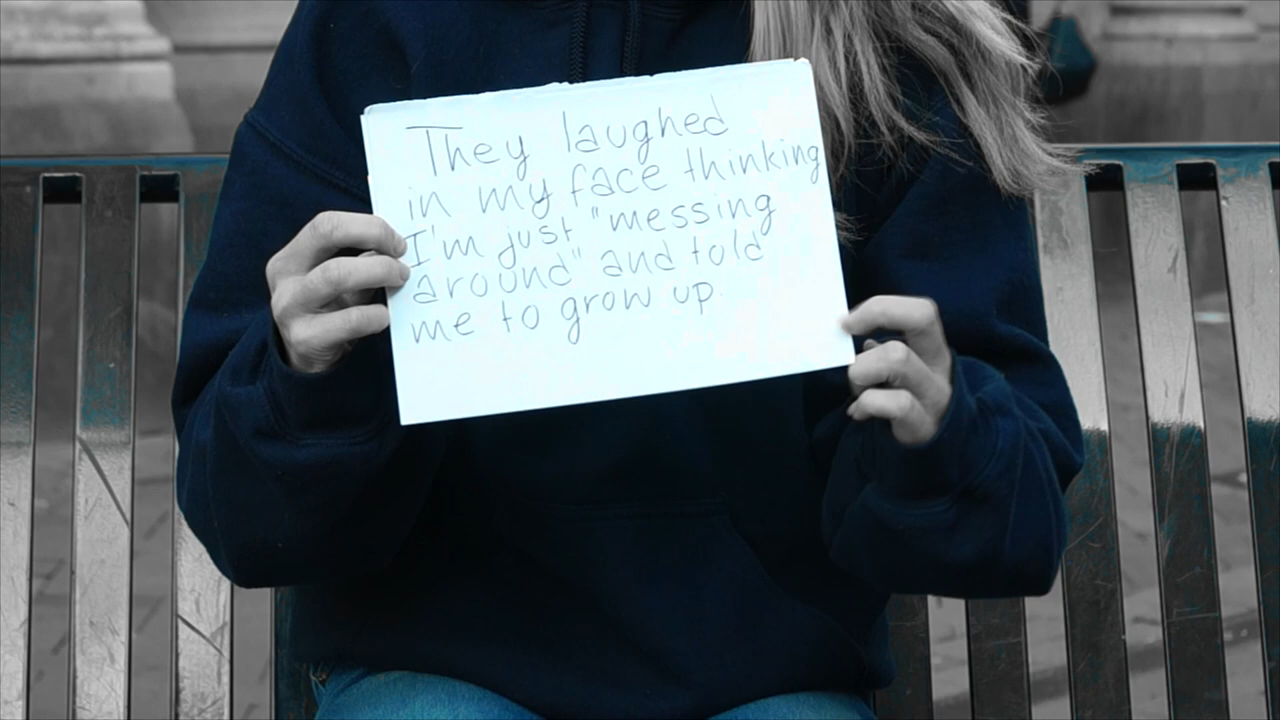 They laughed
in my face thinking
I'm just "messing
around" and told
me to grow up.